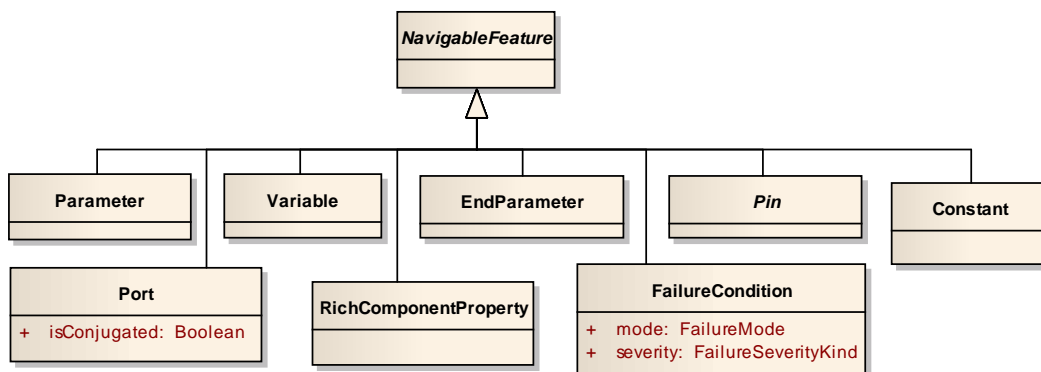 NavigableFeature
Parameter
Variable
EndParameter
Pin
Constant
Port
+ isConjugated: Boolean
RichComponentProperty
FailureCondition
+ mode: FailureMode
+ severity: FailureSeverityKind